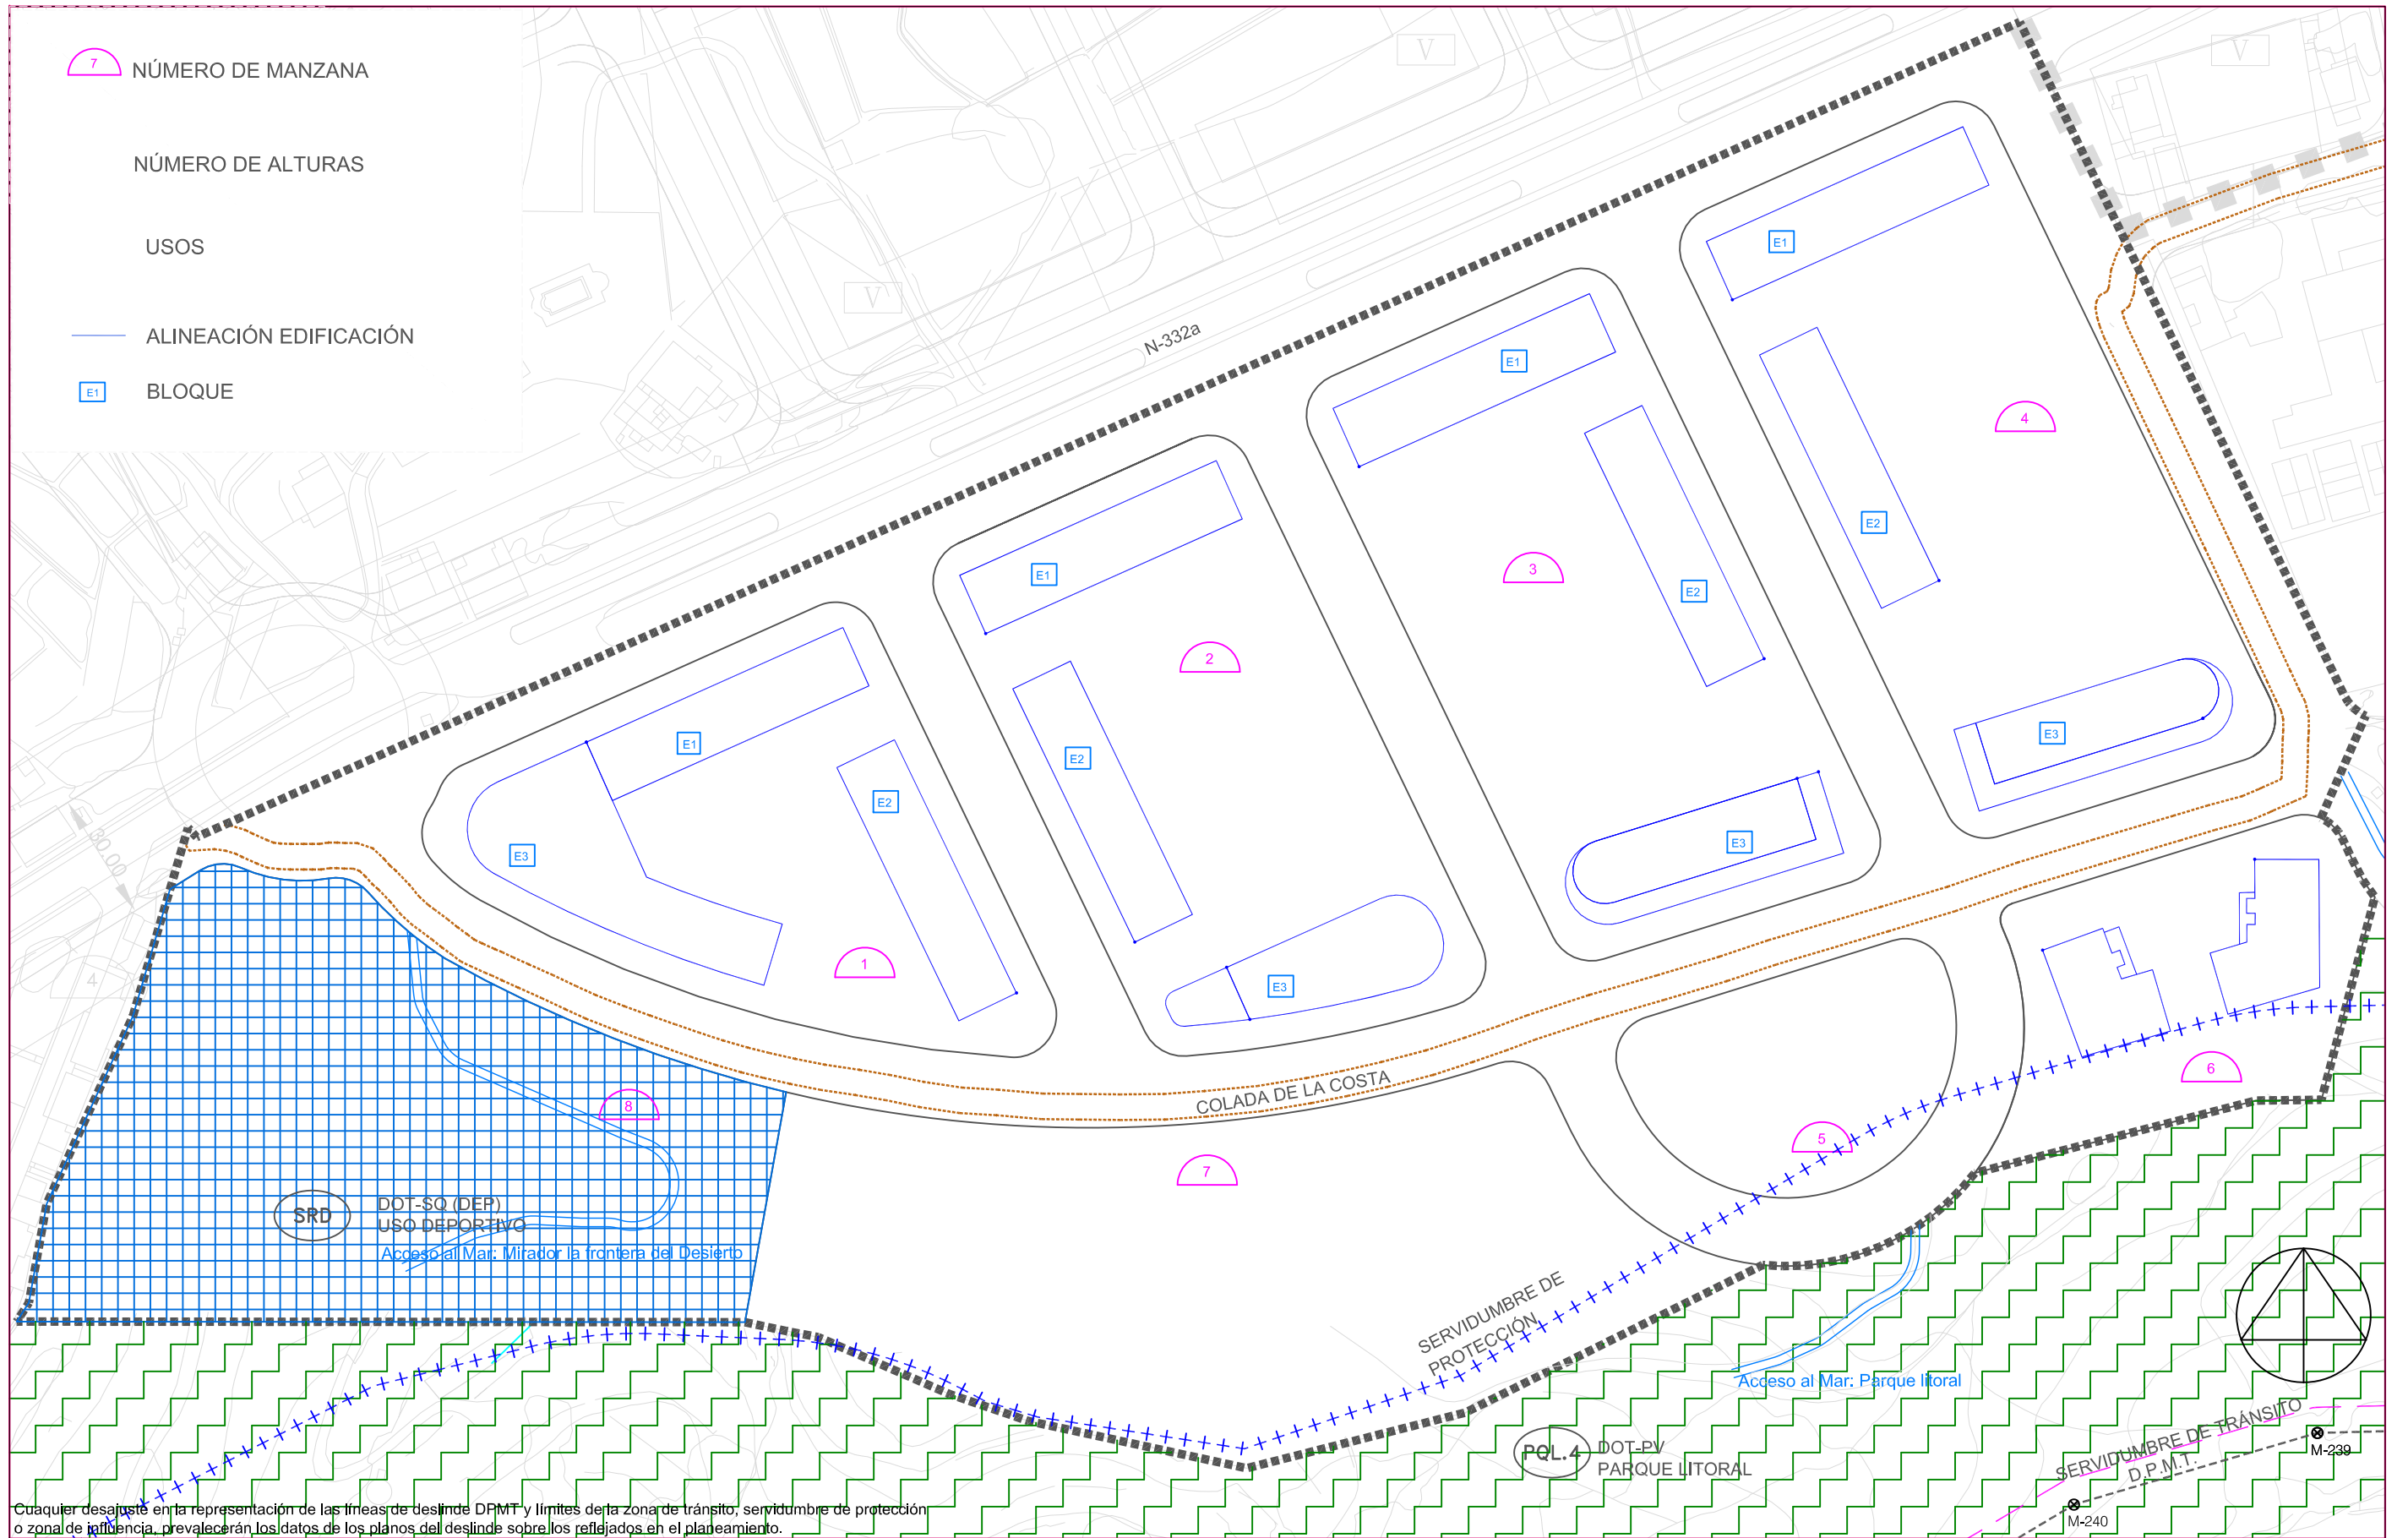 7 NÚMERO DE MANZANA
NÚMERO DE ALTURAS
USOS
ALINEACIÓN EDIFICACIÓN
E1 BLOQUE
V
V
V
N-332a
E1
E1
E1
E1
E2
E2
E2
E2
E3
E3
E3
E3
4
3
2
1
30.00
4
COLADA DE LA COSTA
8
7
5
6
SRD
DOT-SQ (DEP)
USO DEPORTIVO
Acceso al Mar: Mirador la frontera del Desierto
SERVIDUMBRE DE
PROTECCIÓN
Acceso al Mar: Parque litoral
PQL.4
DOT-PV
PARQUE LITORAL
SERVIDUMBRE DE TRÁNSITO
D.P.M.T.
M-239
M-240
Cuaquier desajuste en la representación de las líneas de deslinde DPMT y límites de la zona de tránsito, servidumbre de protección
o zona de influencia, prevalecerán los datos de los planos del deslinde sobre los reflejados en el planeamiento.